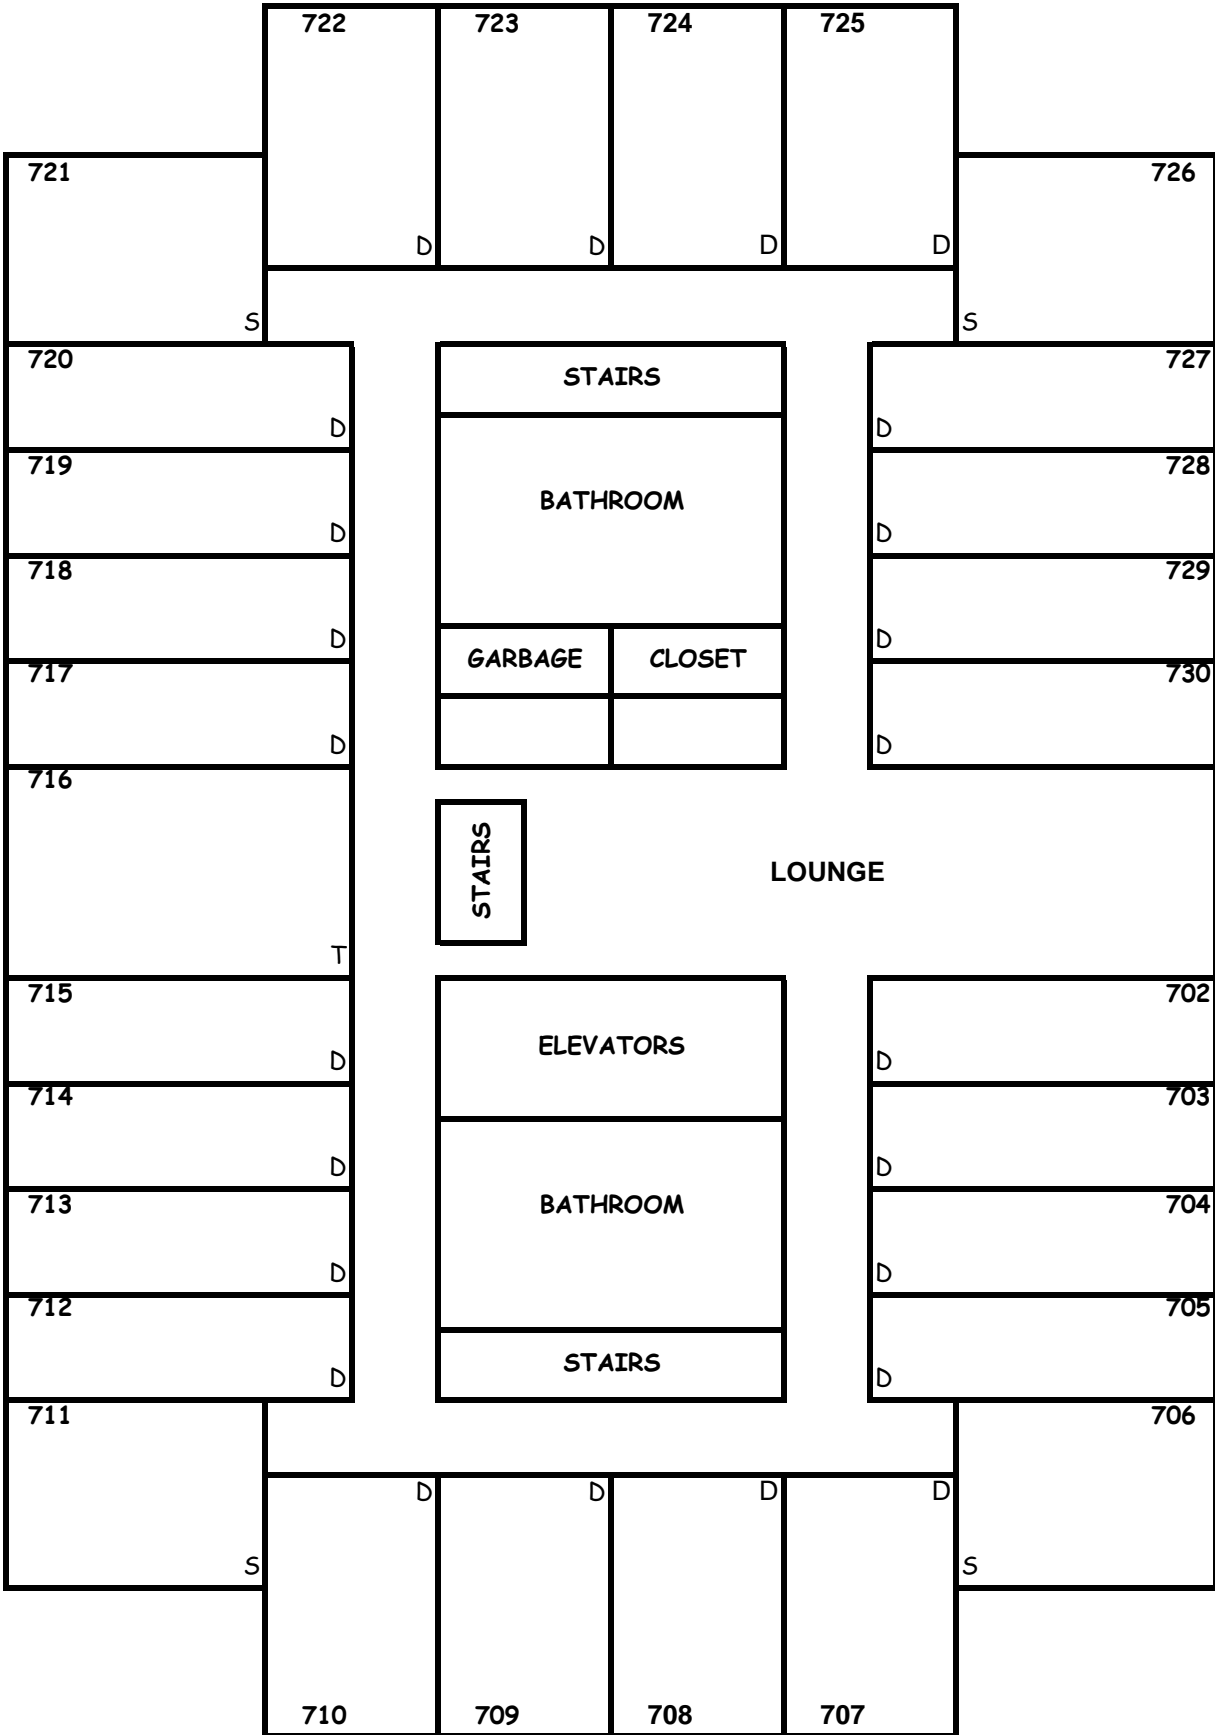 722 723 724 725
721 726
D D D D
S S
720 STAIRS 727
D D
719 728
BATHROOM
D D
718 729
D GARBAGE CLOSET D
717 730
D D
716
STAIRS LOUNGE
T
715 702
D ELEVATORS D
714 703
D D
713 BATHROOM 704
D D
712 705
STAIRS
D D
711 706
D D D D
S S
710 709 708 707